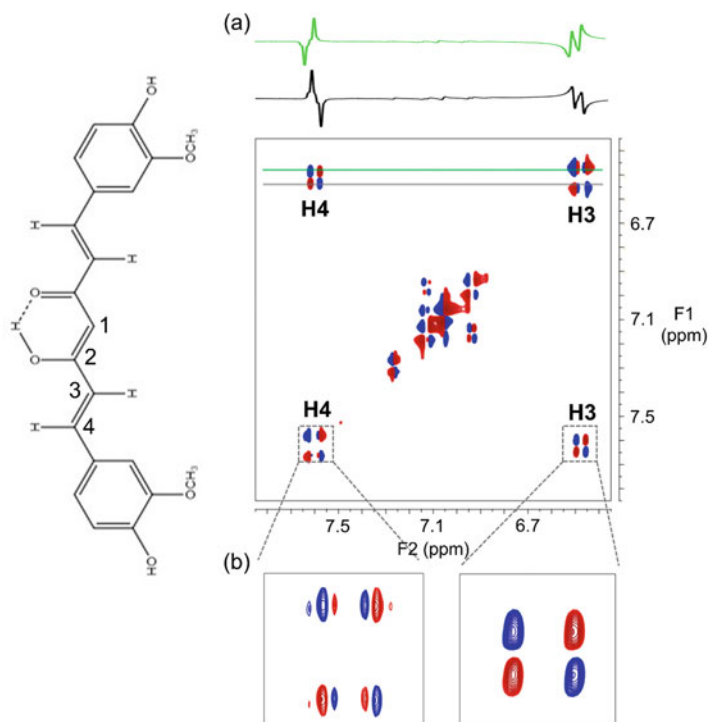 (a)
OH
OCH3
H
H
O
H
O
1
2
3
H
H
4
OCH3
OH
H4
H3
6.7
7.1
F1
(ppm)
7.5
H4
H3
7.5
7.1
6.7
F2 (ppm)
(b)